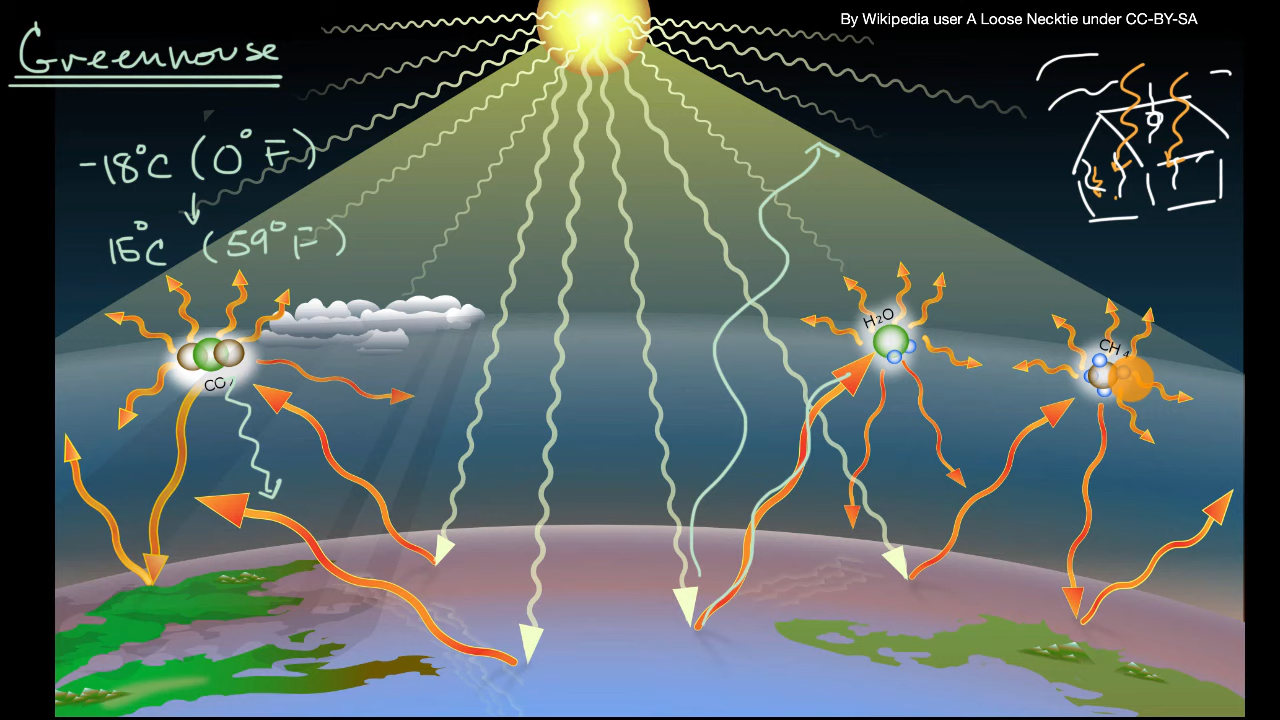 By Wikipedia user A Loose Necktie under CC-BY-SA
Greenhouse
-18°C (0°F)
↓
15°C (59°F)
H₂O
CH₄
CO₂